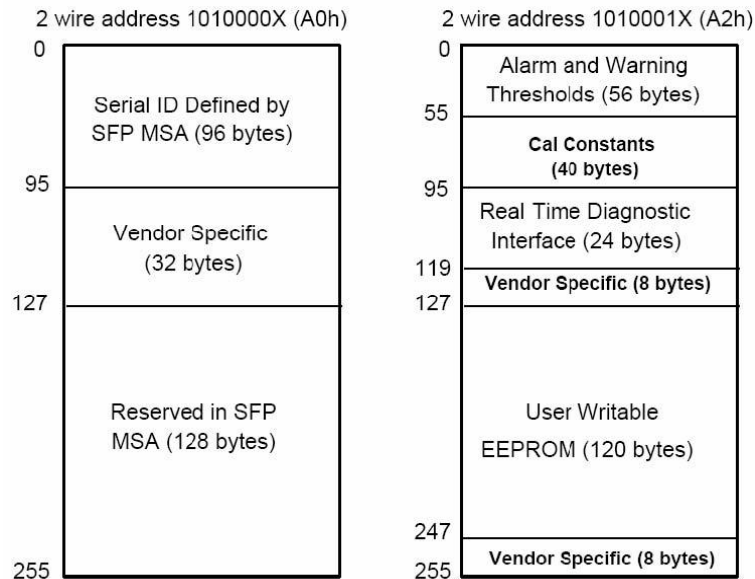 2 wire address 1010000X (A0h)
0
Serial ID Defined by
SFP MSA (96 bytes)
95
Vendor Specific
(32 bytes)
127
Reserved in SFP
MSA (128 bytes)
255
2 wire address 1010001X (A2h)
0
Alarm and Warning
Thresholds (56 bytes)
55
Cal Constants
(40 bytes)
95
Real Time Diagnostic
Interface (24 bytes)
119
Vendor Specific (8 bytes)
127
User Writable
EEPROM (120 bytes)
247
Vendor Specific (8 bytes)
255